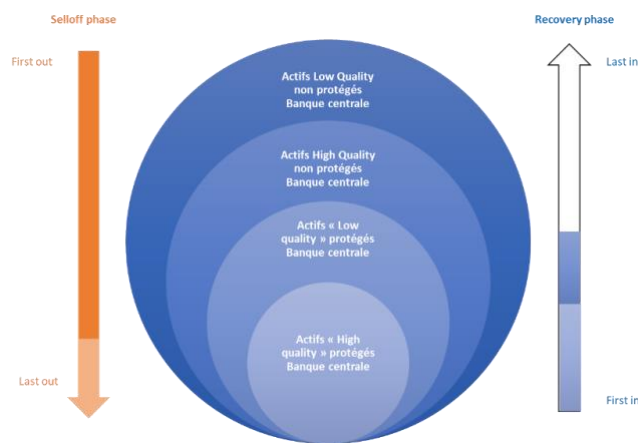 Selloff phase
Recovery phase
First out
Last in
Actifs Low Quality
non protégés
Banque centrale
Actifs High Quality
non protégés
Banque centrale
Actifs « Low
quality » protégés
Banque centrale
Actifs « High
quality » protégés
Banque centrale
Last out
First in